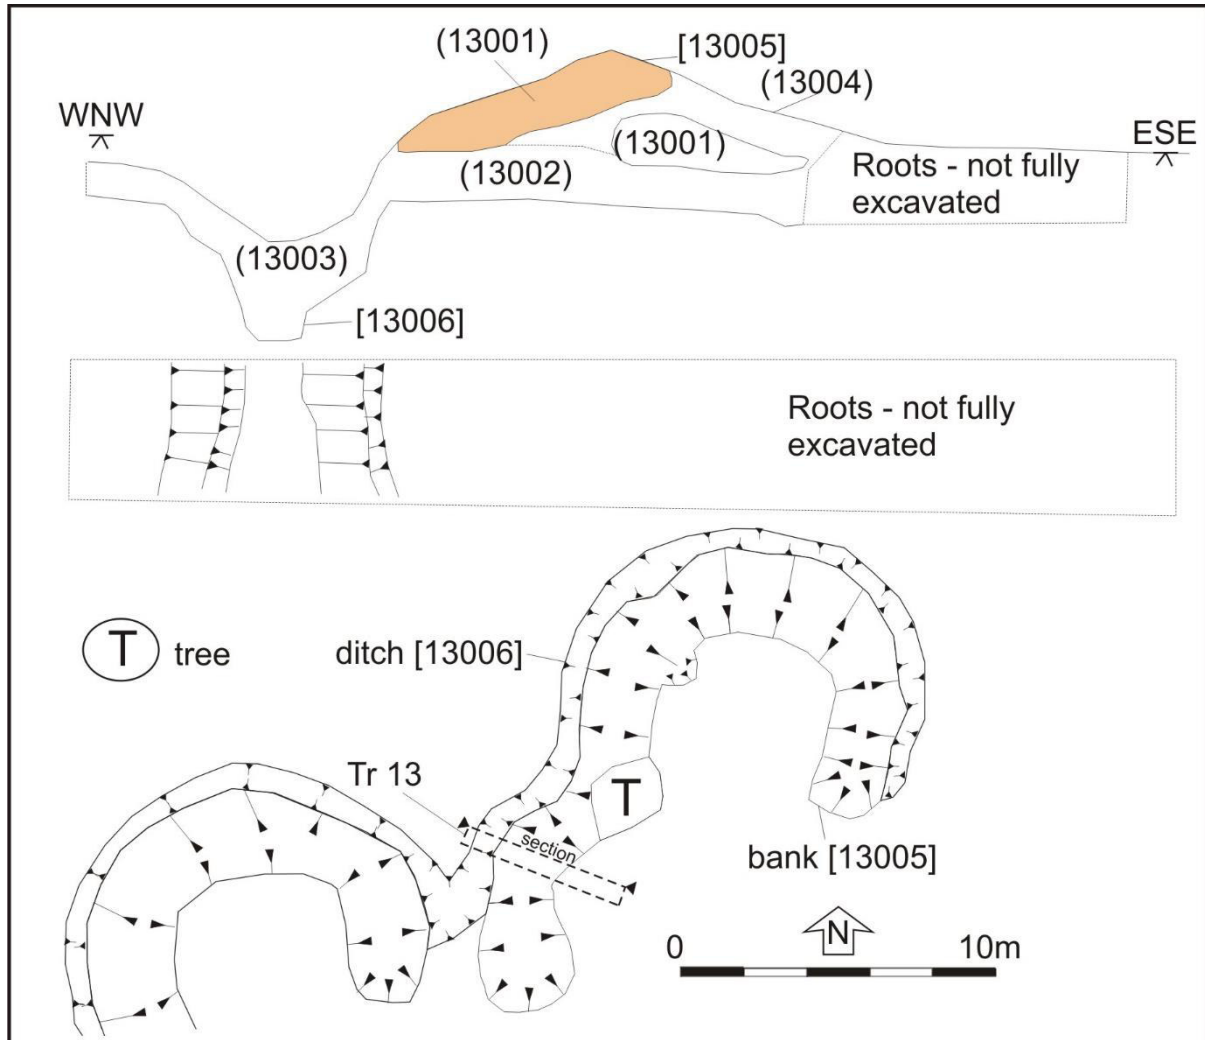 (13001)
[13005]
(13004)
WNW
ESE
(13001)
(13002)
Roots - not fully
excavated
(13003)
[13006]
Roots - not fully
excavated
T tree
ditch [13006]
Tr 13
T
section
bank [13005]
N
0 10m